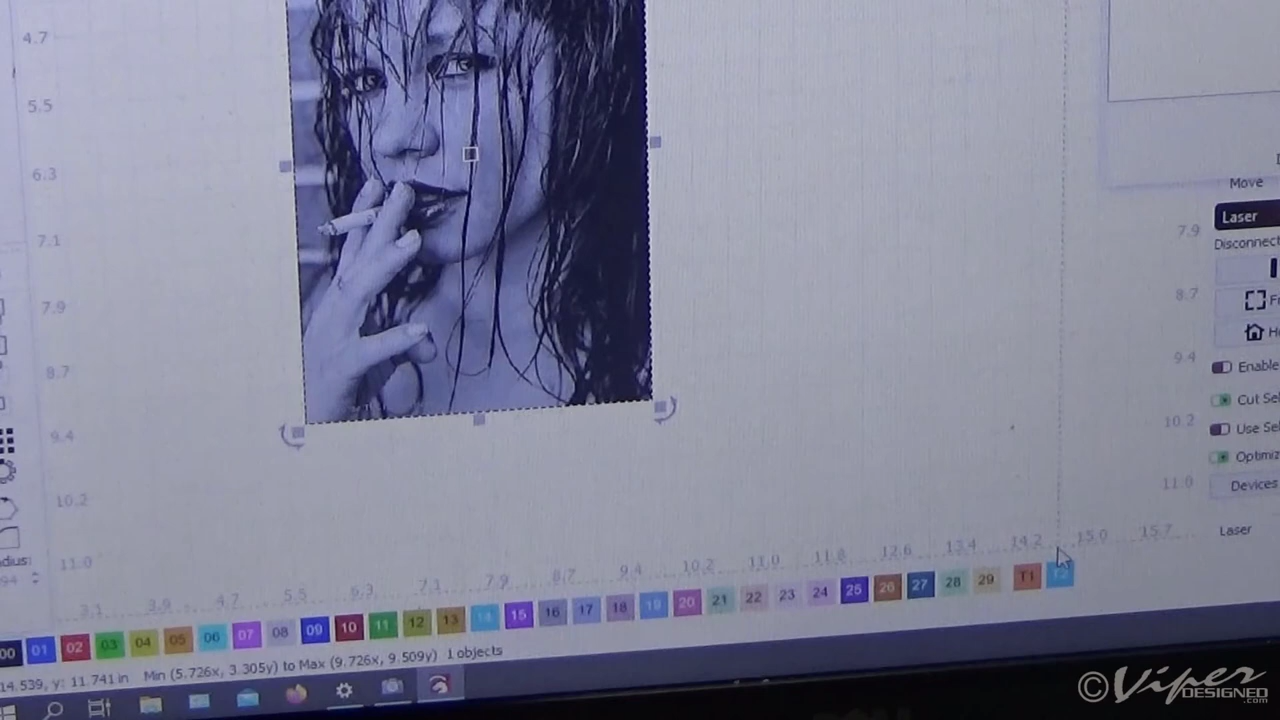 4.7
5.5
6.3
7.1
7.9
8.7
9.4
10.2
11.0
3.1 3.9 4.7 5.5 6.3 7.1 7.9 8.7 9.4 10.2 11.0 11.8 12.6 13.4 14.2 15.0 15.7
7.9
8.7
9.4
10.2
11.0
Move
Laser
Disconnect
Enable
Cut Sel
Use Sel
Optimiz
Devices
Laser
dius:
00 01 02 03 04 05 06 07 08 09 10 11 12 13 14 15 16 17 18 19 20 21 22 23 24 25 26 27 28 29 T1 T2
14.539, y: 11.741 in Min (5.726x, 3.305y) to Max (9.726x, 9.509y) 1 objects
© Viper
DESIGNED
.com